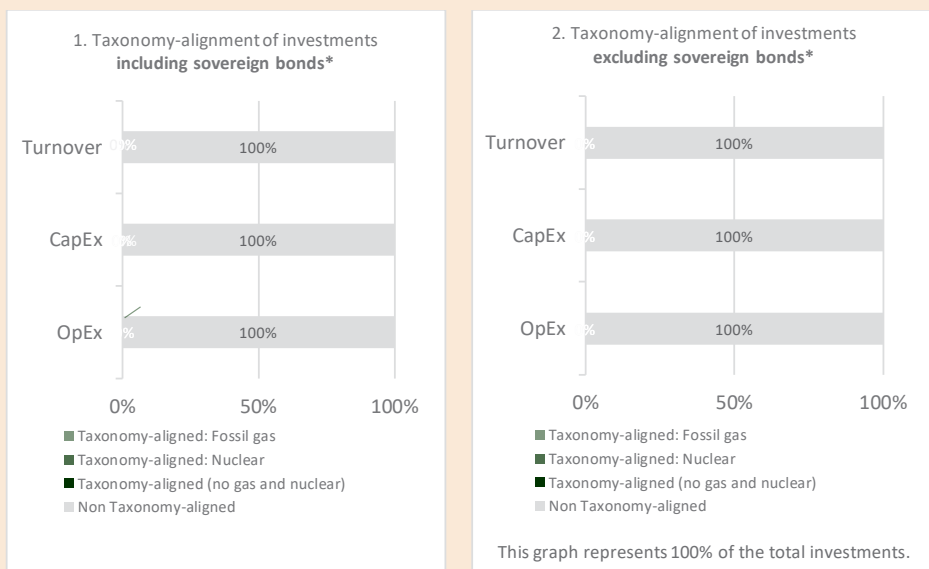 1. Taxonomy-alignment of investments
including sovereign bonds*
Turnover
100%
CapEx
100%
OpEx
100%
0% 50% 100%
Taxonomy-aligned: Fossil gas
Taxonomy-aligned: Nuclear
Taxonomy-aligned (no gas and nuclear)
Non Taxonomy-aligned
2. Taxonomy-alignment of investments
excluding sovereign bonds*
Turnover
100%
CapEx
100%
OpEx
100%
0% 50% 100%
Taxonomy-aligned: Fossil gas
Taxonomy-aligned: Nuclear
Taxonomy-aligned (no gas and nuclear)
Non Taxonomy-aligned
This graph represents 100% of the total investments.